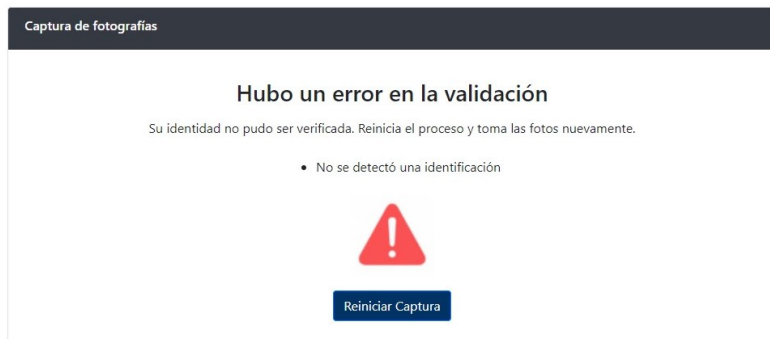 Captura de fotografías
Hubo un error en la validación
Su identidad no pudo ser verificada. Reinicia el proceso y toma las fotos nuevamente.
• No se detectó una identificación
Reiniciar Captura